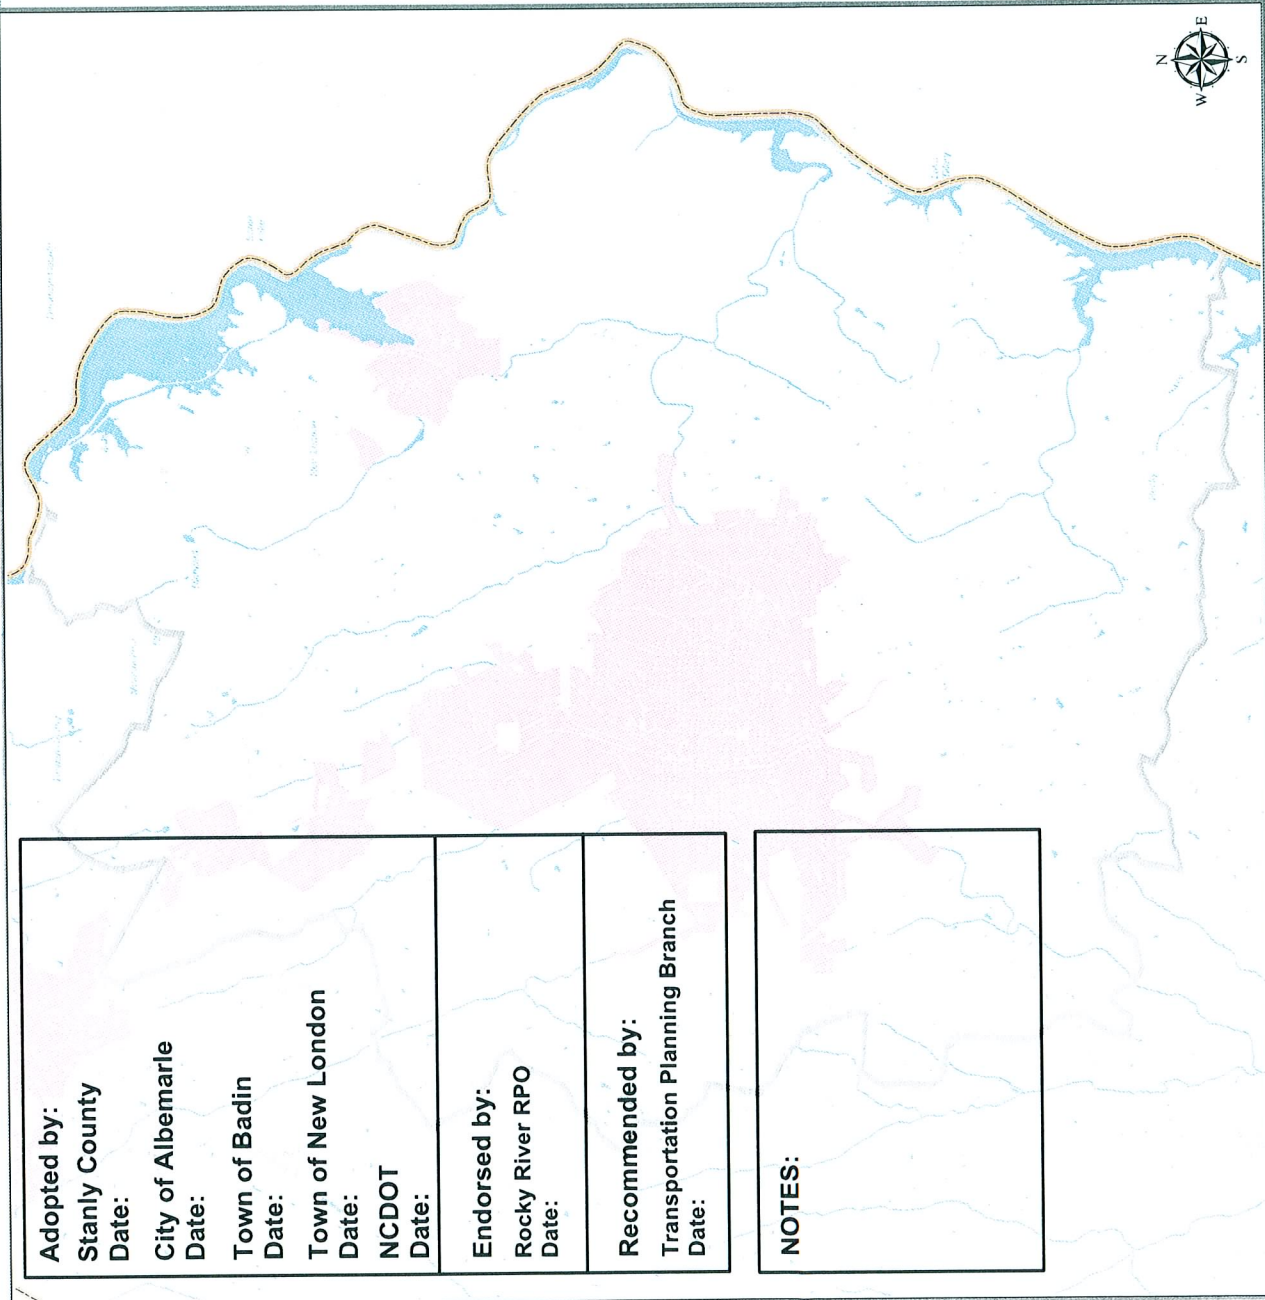 Adopted by:
Stanly County
Date:
City of Albemarle
Date:
Town of Badin
Date:
Town of New London
Date:
NCDOT
Date:
Endorsed by:
Rocky River RPO
Date:
Recommended by:
Transportation Planning Branch
Date:
NOTES:
N
E
S
W